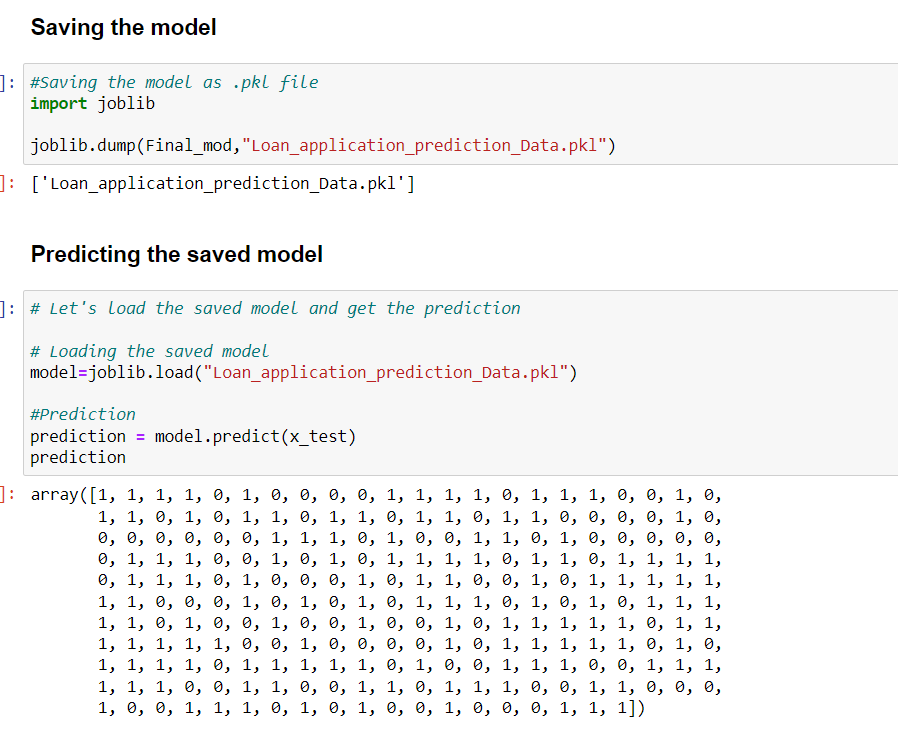 Saving the model
]: #Saving the model as .pkl file
import joblib
joblib.dump(Final_mod,"Loan_application_prediction_Data.pkl")
]: ['Loan_application_prediction_Data.pkl']
Predicting the saved model
]: # Let's load the saved model and get the prediction
# Loading the saved model
model=joblib.load("Loan_application_prediction_Data.pkl")
#Prediction
prediction = model.predict(x_test)
prediction
]: array([1, 1, 1, 1, 0, 1, 0, 0, 0, 0, 1, 1, 1, 1, 0, 1, 1, 1, 0, 0, 1, 0,
1, 1, 0, 1, 0, 1, 1, 0, 1, 1, 0, 1, 1, 0, 1, 1, 0, 0, 0, 0, 1, 0,
0, 0, 0, 0, 0, 0, 1, 1, 1, 0, 1, 0, 0, 1, 1, 0, 1, 0, 0, 0, 0, 0,
0, 1, 1, 1, 0, 0, 1, 0, 1, 0, 1, 1, 1, 1, 0, 1, 1, 0, 1, 1, 1, 1,
0, 1, 1, 1, 0, 1, 0, 0, 0, 1, 0, 1, 1, 0, 0, 1, 0, 1, 1, 1, 1, 1,
1, 1, 0, 0, 0, 1, 0, 1, 0, 1, 0, 1, 1, 1, 0, 1, 0, 1, 0, 1, 1, 1,
1, 1, 0, 1, 0, 0, 1, 0, 0, 1, 0, 0, 1, 0, 1, 1, 1, 1, 1, 0, 1, 1,
1, 1, 1, 1, 1, 0, 0, 1, 0, 0, 0, 0, 1, 0, 1, 1, 1, 1, 1, 0, 1, 0,
1, 1, 1, 1, 0, 1, 1, 1, 1, 1, 0, 1, 0, 0, 1, 1, 1, 0, 0, 1, 1, 1,
1, 1, 1, 0, 0, 1, 1, 0, 0, 1, 1, 0, 1, 1, 1, 0, 0, 1, 1, 0, 0, 0,
1, 0, 0, 1, 1, 1, 0, 1, 0, 1, 0, 0, 1, 0, 0, 0, 1, 1, 1])